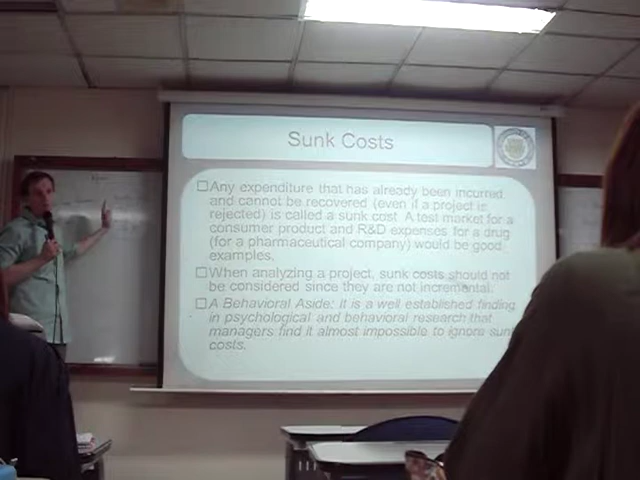 Sunk Costs
Any expenditure that has already been incurred
and cannot be recovered (even if a project is
rejected) is called a sunk cost. A test market for a
consumer product and R&D expenses for a drug
(for a pharmaceutical company) would be good
examples.
When analyzing a project, sunk costs should not
be considered since they are not incremental.
A Behavioral Aside: It is a well established finding
in psychological and behavioral research that
managers find it almost impossible to ignore sunk
costs.